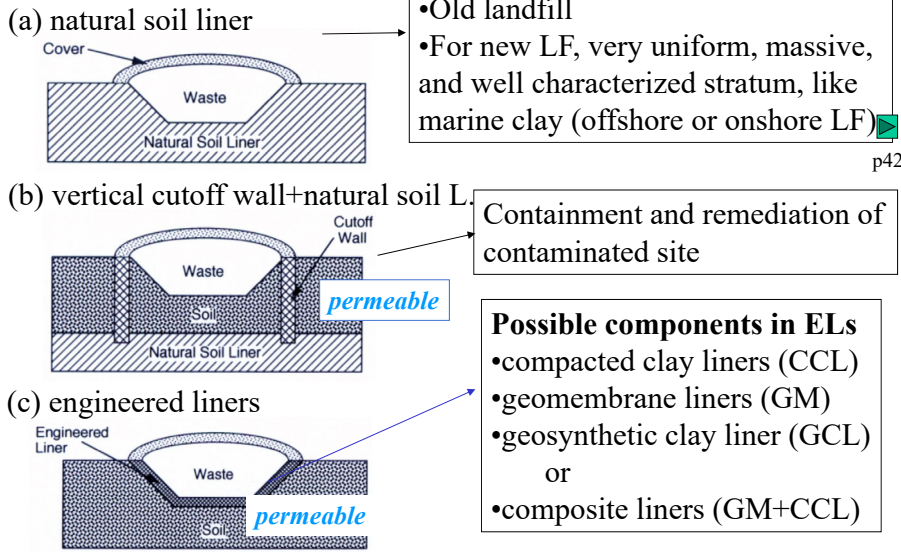 (a) natural soil liner
Cover
Waste
Natural Soil Liner
•Old landfill
•For new LF, very uniform, massive,
and well characterized stratum, like
marine clay (offshore or onshore LF)
p42
(b) vertical cutoff wall+natural soil L.
Cutoff
Wall
Waste
permeable
Soil
Natural Soil Liner
Containment and remediation of
contaminated site
(c) engineered liners
Engineered
Liner
Waste
permeable
Soil
Possible components in ELs
•compacted clay liners (CCL)
•geomembrane liners (GM)
•geosynthetic clay liner (GCL)
or
•composite liners (GM+CCL)